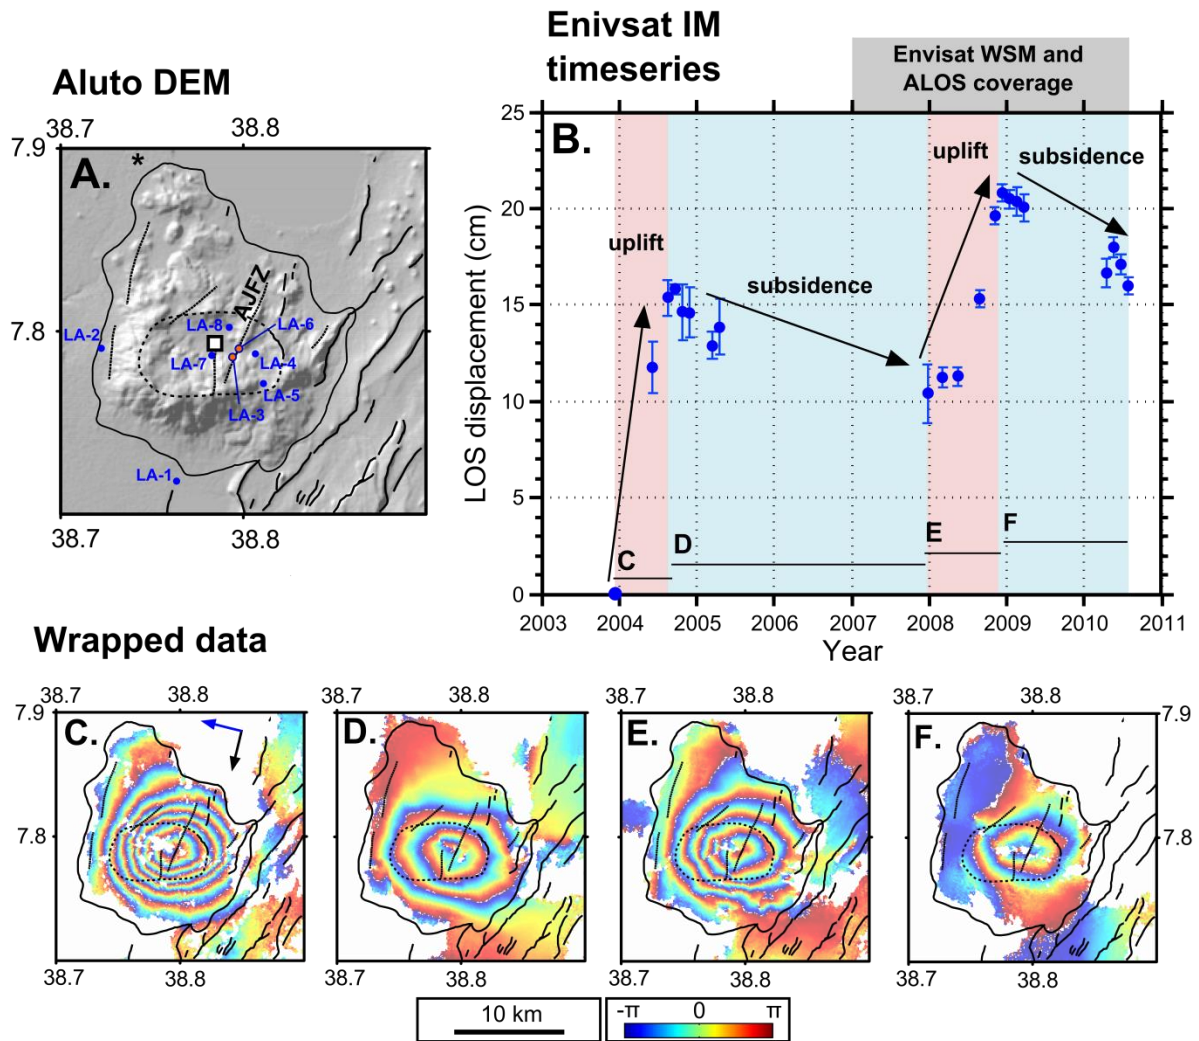 Enivsat IM
timeseries
Envisat WSM and
ALOS coverage
Aluto DEM
38.7 38.8
7.9
7.8
A.
*
AJFZ
LA-2
LA-8
LA-6
LA-7
LA-4
LA-5
LA-3
LA-1
38.7 38.8
B.
25
20
15
10
5
0
LOS displacement (cm)
uplift
subsidence
uplift
subsidence
C
D
E
F
2003 2004 2005 2006 2007 2008 2009 2010 2011
Year
Wrapped data
38.7 38.8 38.7 38.8 38.7 38.8 38.7 38.8
7.9 7.9
C. D. E. F.
7.8 7.8
38.7 38.8 38.7 38.8 38.7 38.8 38.7 38.8
10 km
-π 0 π